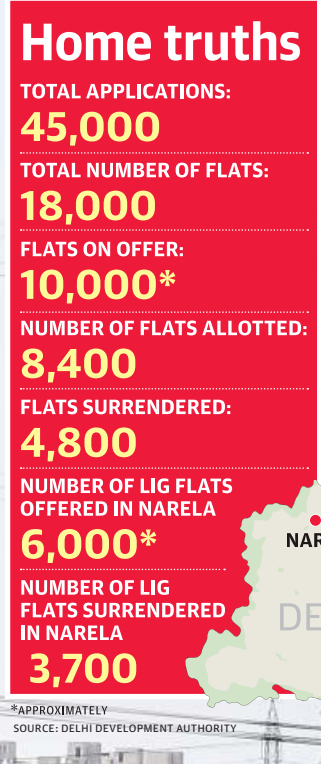 Home truths
TOTAL APPLICATIONS:
45,000
TOTAL NUMBER OF FLATS:
18,000
FLATS ON OFFER:
10,000*
NUMBER OF FLATS ALLOTTED:
8,400
FLATS SURRENDERED:
4,800
NUMBER OF LIG FLATS
OFFERED IN NARELA
6,000*
NAR
NUMBER OF LIG
FLATS SURRENDERED
IN NARELA
DE
3,700
*APPROXIMATELY
SOURCE: DELHI DEVELOPMENT AUTHORITY